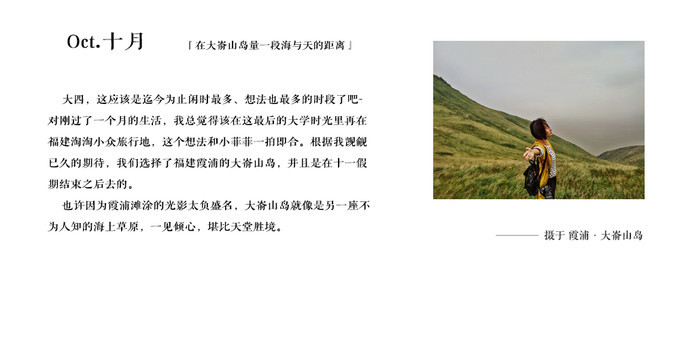 Oct.十月
「在大嵛山岛量一段海与天的距离」
大四，这应该是迄今为止闲时最多、想法也最多的时段了吧-
对刚过了一个月的生活，我总觉得该在这最后的大学时光里再在
福建淘淘小众旅行地，这个想法和小菲菲一拍即合。根据我觊觎
已久的期待，我们选择了福建霞浦的大嵛山岛，并且是在十一假
期结束之后去的。
也许因为霞浦滩涂的光影太负盛名，大嵛山岛就像是另一座不
为人知的海上草原，一见倾心，堪比天堂胜境。
——— 摄于 霞浦 · 大嵛山岛